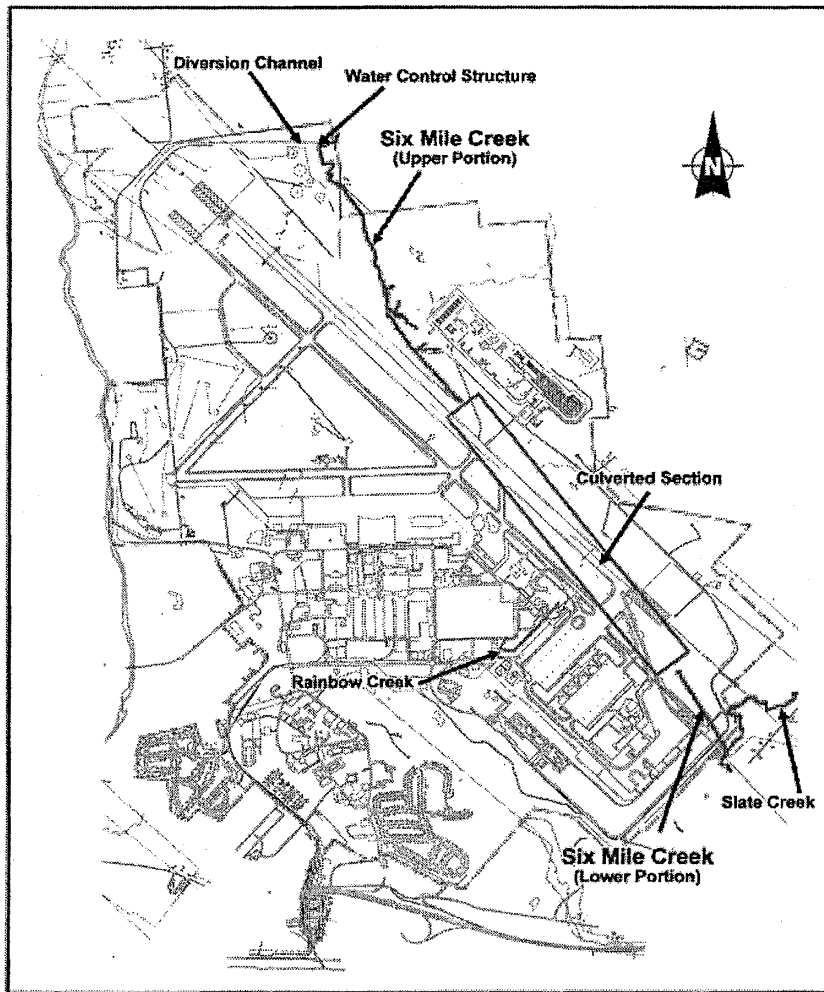 Diversion Channel
Water Control Structure
Six Mile Creek
(Upper Portion)
N
Culverted Section
Rainbow Creek
Slate Creek
Six Mile Creek
(Lower Portion)